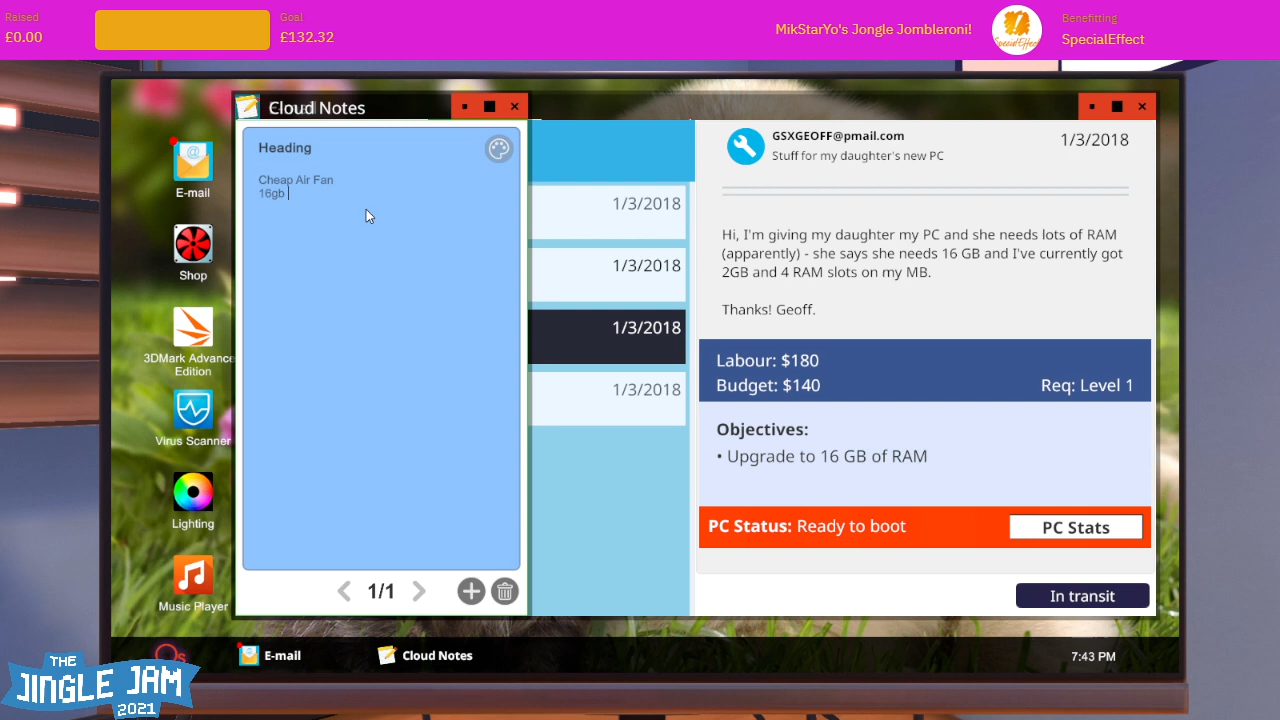 Raised
£0.00
Goal
£132.32
MikStarYo's Jongle Jombleroni!
SpecialEffect
Benefitting
SpecialEffect
Cloud Notes
Heading
Cheap Air Fan
16gb
E-mail
Shop
3DMark Advance
Edition
Virus Scanner
Lighting
Music Player
1/3/2018
1/3/2018
1/3/2018
1/3/2018
GSXGEOFF@pmail.com
Stuff for my daughter's new PC
1/3/2018
Hi, I'm giving my daughter my PC and she needs lots of RAM
(apparently) - she says she needs 16 GB and I've currently got
2GB and 4 RAM slots on my MB.
Thanks! Geoff.
Labour: $180
Budget: $140
Req: Level 1
Objectives:
• Upgrade to 16 GB of RAM
PC Status: Ready to boot
PC Stats
In transit
1/1
E-mail
Cloud Notes
7:43 PM
THE
JINGLE JAM
2021